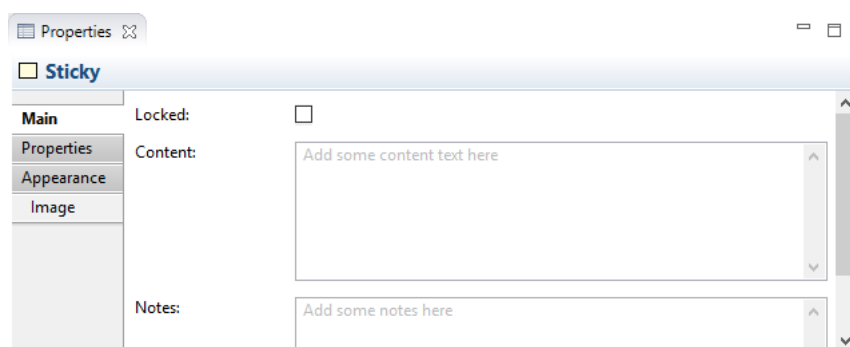 Properties
Sticky
Main
Properties
Appearance
Image
Locked:
Content:
Add some content text here
Notes:
Add some notes here